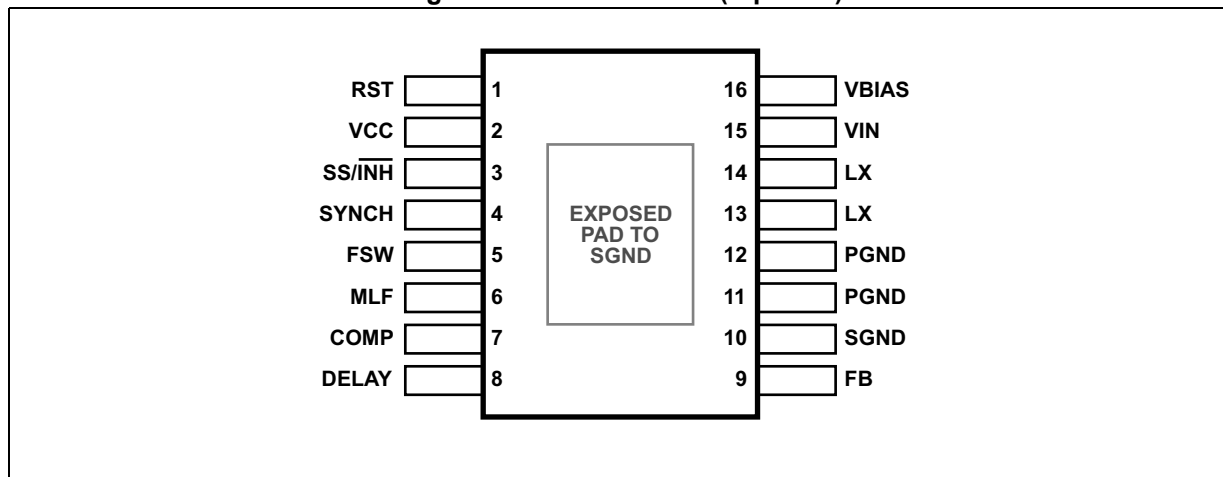 RST 1
VCC 2
SS/INH 3
SYNCH 4
FSW 5
MLF 6
COMP 7
DELAY 8
EXPOSED
PAD TO
SGND
16 VBIAS
15 VIN
14 LX
13 LX
12 PGND
11 PGND
10 SGND
9 FB